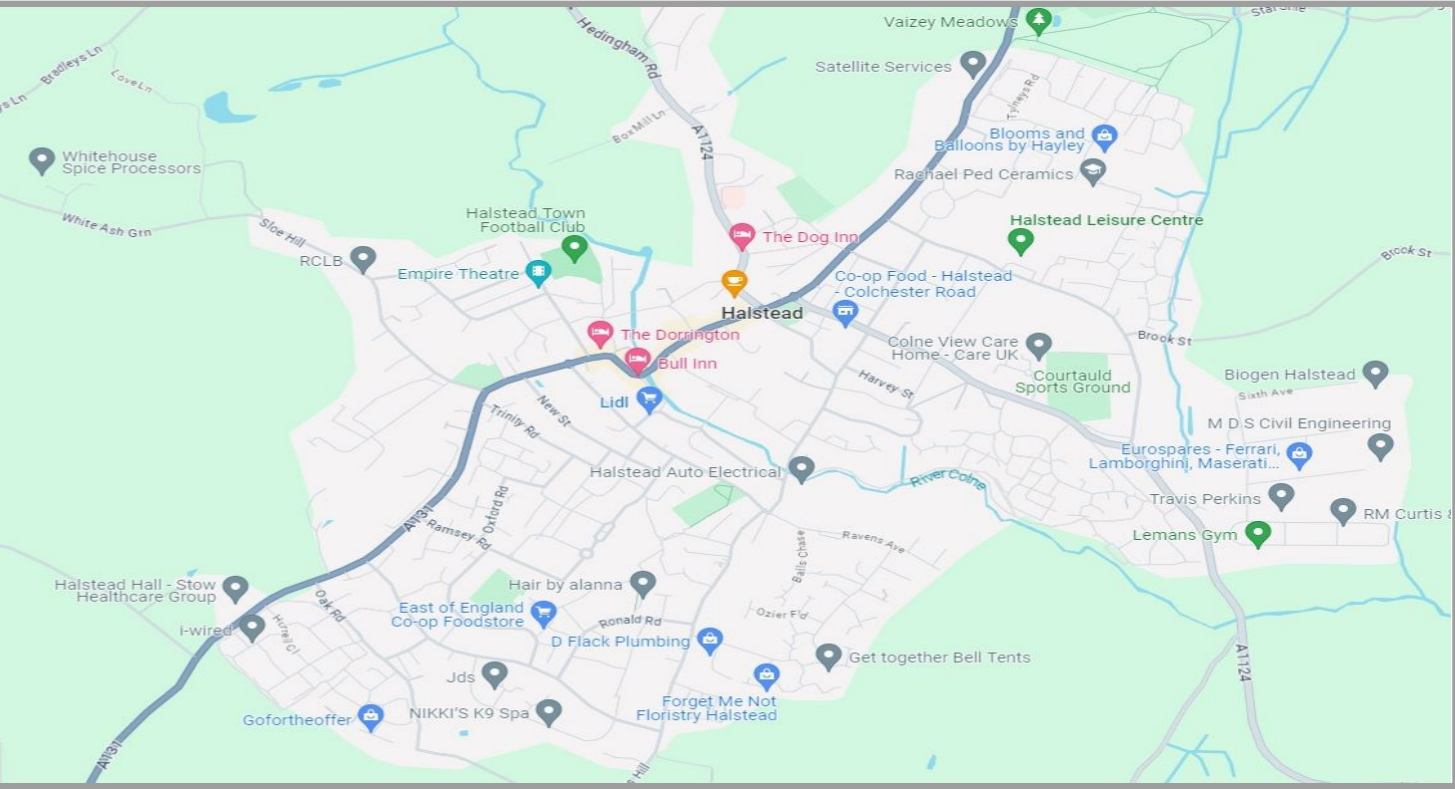 Vaizey Meadows
Hedingham Rd
Bradleys Ln
Love Ln
Satellite Services
Tylneys Rd
Box Mill Ln
A1124
Blooms and
Balloons by Hayley
Whitehouse
Spice Processors
Rachael Ped Ceramics
White Ash Grn
Sloe Hill
Halstead Town
Football Club
Halstead Leisure Centre
The Dog Inn
RCLB
Empire Theatre
Brook St
Co-op Food - Halstead
- Colchester Road
Halstead
The Dorrington
Bull Inn
Colne View Care
Home - Care UK
Brook St
Courtauld
Sports Ground
Biogen Halstead
Sixth Ave
Harvey St
Lidl
New St
Trinity Rd
M D S Civil Engineering
Eurospares - Ferrari,
Lamborghini, Maserati...
Halstead Auto Electrical
River Colne
Travis Perkins
RM Curtis &
Oxford Rd
A131
Ramsey Rd
Lemans Gym
Ravens Ave
Balls Chase
Halstead Hall - Stow
Healthcare Group
Hair by alanna
Oak Rd
East of England
Co-op Foodstore
Ronald Rd
Ozier F'd
i-wired
Hurrell Cl
D Flack Plumbing
Get together Bell Tents
A1124
Jds
Forget Me Not
Floristry Halstead
NIKKI'S K9 Spa
Gofortheoffer
A131
s Hill